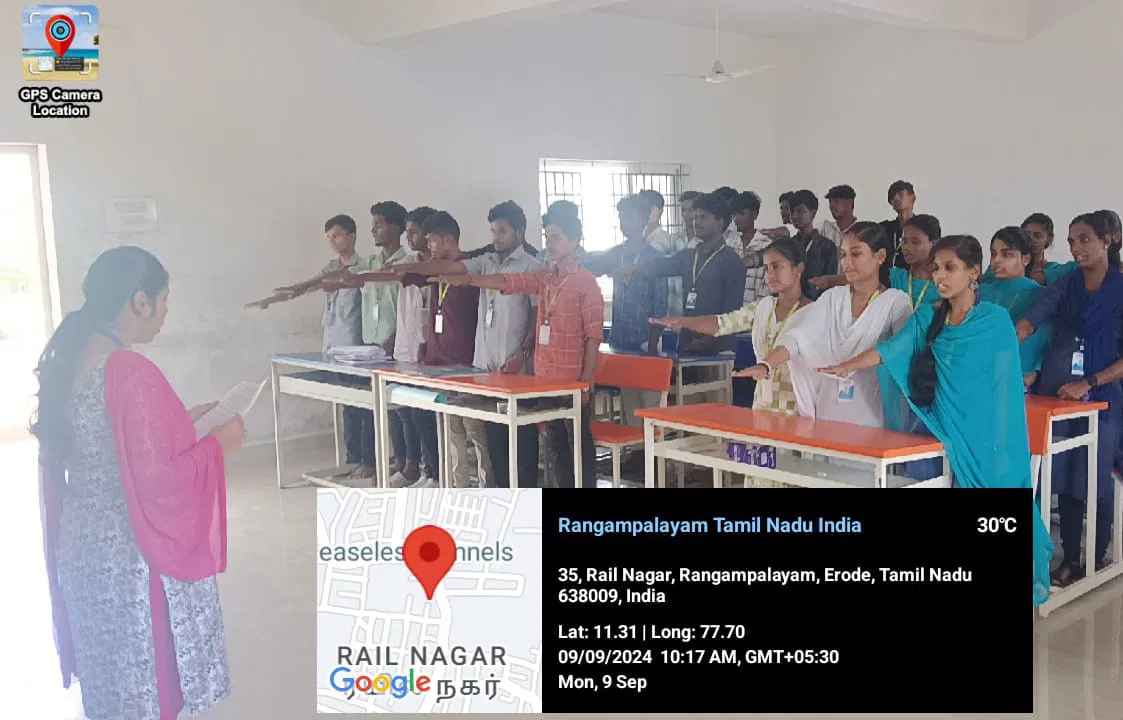 GPS Camera
Location
Rangampalayam Tamil Nadu India
30°C
35, Rail Nagar, Rangampalayam, Erode, Tamil Nadu
638009, India
Lat: 11.31 | Long: 77.70
09/09/2024 10:17 AM, GMT+05:30
Mon, 9 Sep
RAIL NAGAR
Google
நகர்